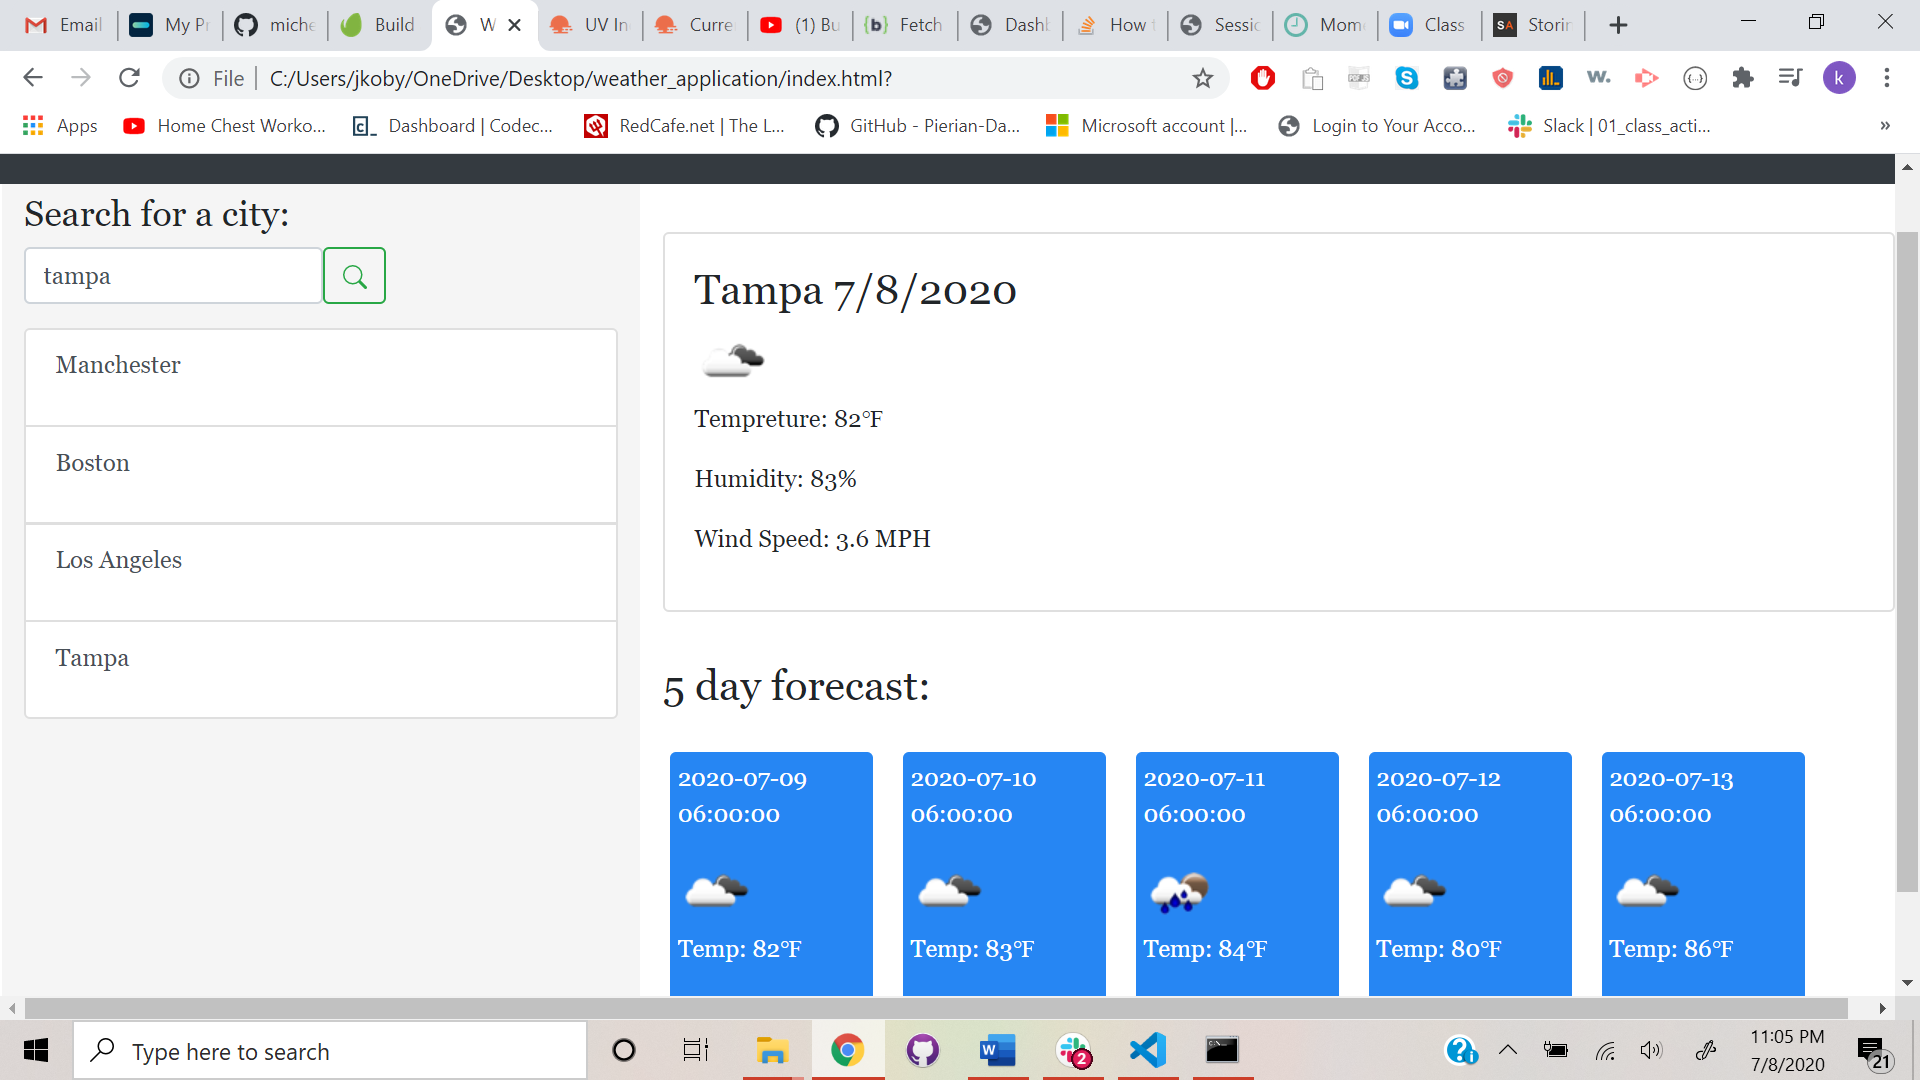 Email
My Pr
miche
Build
W
UV In
Curre
(1) Bu
Fetch
Dashb
How t
Sessic
Mom
Class
Storin
File
C:/Users/jkoby/OneDrive/Desktop/weather_application/index.html?
Apps
Home Chest Worko...
Dashboard | Codec...
RedCafe.net | The L...
GitHub - Pierian-Da...
Microsoft account |...
Login to Your Acco...
Slack | 01_class_acti...
»
Search for a city:
tampa
Manchester
Boston
Los Angeles
Tampa
Tampa 7/8/2020
Tempreture: 82°F
Humidity: 83%
Wind Speed: 3.6 MPH
5 day forecast:
2020-07-09
06:00:00
Temp: 82°F
2020-07-10
06:00:00
Temp: 83°F
2020-07-11
06:00:00
Temp: 84°F
2020-07-12
06:00:00
Temp: 80°F
2020-07-13
06:00:00
Temp: 86°F
Type here to search
2
11:05 PM
7/8/2020
21